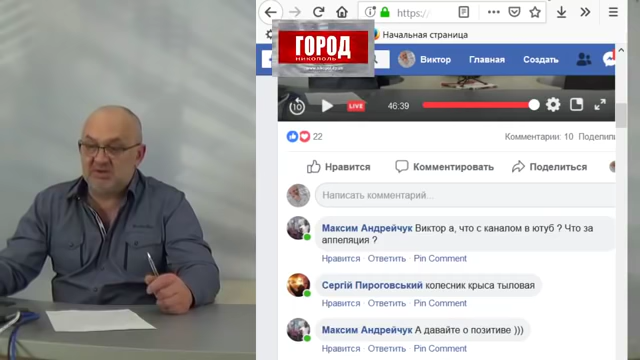 https://
ГОРОД
НИКОПОЛЬ
Начальная страница
Виктор
Главная
Создать
10
LIVE
46:39
22
Комментарии: 10
Нравится
Комментировать
Поделиться
Написать комментарий...
Максим Андрейчук Виктор а, что с каналом в ютуб ? Что за
аппеляция ?
Нравится Ответить Pin Comment
Сергій Пироговський колесник крыса тыловая
Нравится Ответить Pin Comment
Максим Андрейчук А давайте о позитиве )))
Нравится Ответить Pin Comment